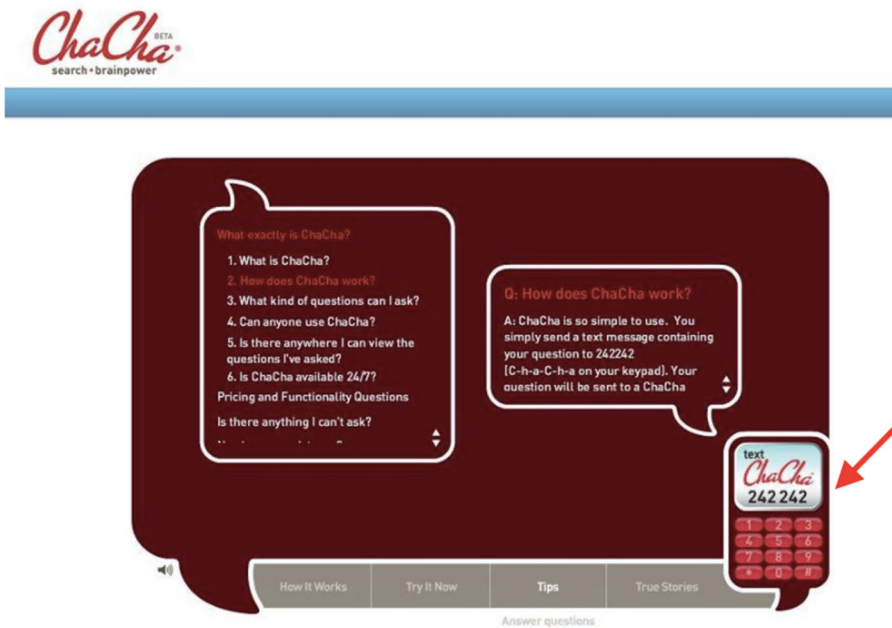 ChaCha®
BETA
search+brainpower
What exactly is ChaCha?
1. What is ChaCha?
2. How does ChaCha work?
3. What kind of questions can I ask?
4. Can anyone use ChaCha?
5. Is there anywhere I can view the
questions I've asked?
6. Is ChaCha available 24/7?
Pricing and Functionality Questions
Is there anything I can't ask?
Q: How does ChaCha work?
A: ChaCha is so simple to use. You
simply send a text message containing
your question to 242242
(C-h-a-C-h-a on your keypad). Your
question will be sent to a ChaCha
text
ChaCha
242 242
1 2 3
4 5 6
7 8 9
* 0 #
How It Works
Try It Now
Tips
True Stories
Answer questions